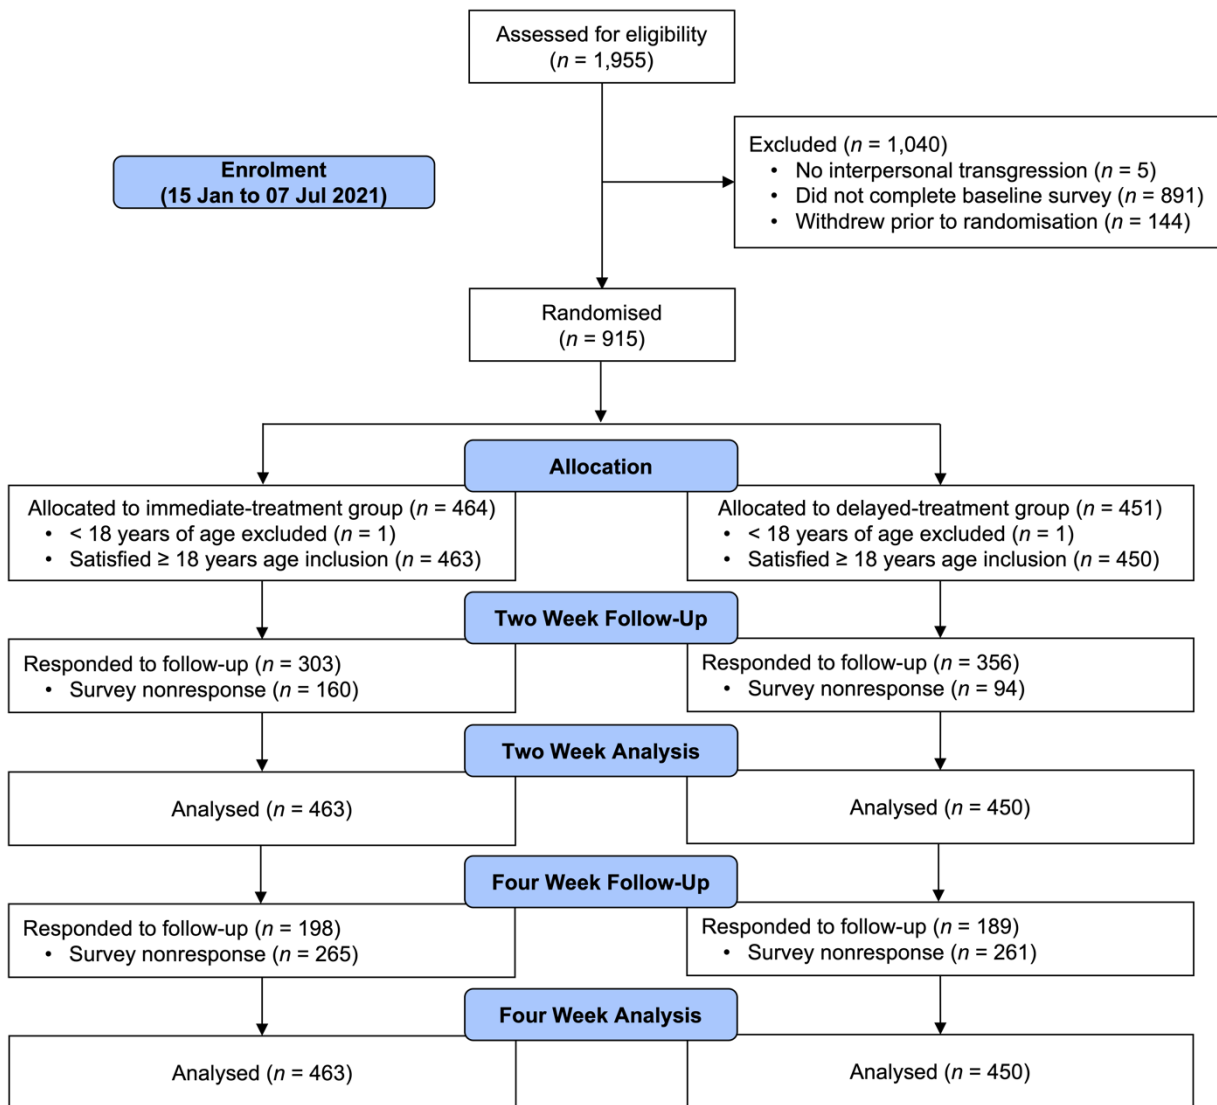 Assessed for eligibility
(n = 1,955)
Enrolment
(15 Jan to 07 Jul 2021)
Excluded (n = 1,040)
• No interpersonal transgression (n = 5)
• Did not complete baseline survey (n = 891)
• Withdrew prior to randomisation (n = 144)
Randomised
(n = 915)
Allocation
Allocated to immediate-treatment group (n = 464)
• < 18 years of age excluded (n = 1)
• Satisfied ≥ 18 years age inclusion (n = 463)
Allocated to delayed-treatment group (n = 451)
• < 18 years of age excluded (n = 1)
• Satisfied ≥ 18 years age inclusion (n = 450)
Two Week Follow-Up
Responded to follow-up (n = 303)
• Survey nonresponse (n = 160)
Responded to follow-up (n = 356)
• Survey nonresponse (n = 94)
Two Week Analysis
Analysed (n = 463)
Analysed (n = 450)
Four Week Follow-Up
Responded to follow-up (n = 198)
• Survey nonresponse (n = 265)
Responded to follow-up (n = 189)
• Survey nonresponse (n = 261)
Four Week Analysis
Analysed (n = 463)
Analysed (n = 450)